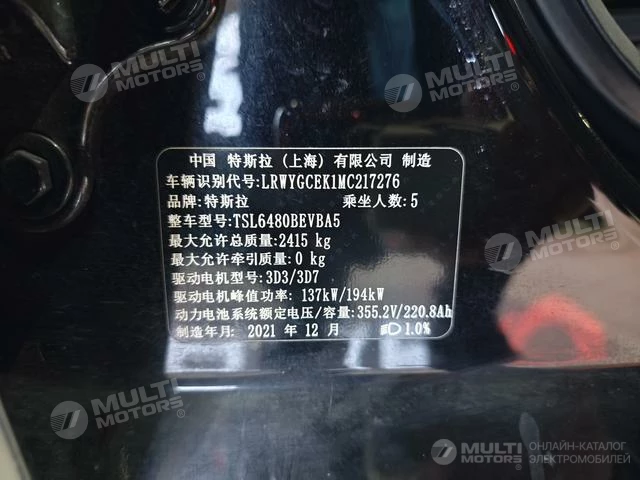 MULTI
MOTORS®
MULTI
MOTORS®
中国 特斯拉 (上海) 有限公司 制造
车辆识别代号: LRWYGCEK1MC217276
品牌: 特斯拉 乘坐人数: 5
整车型号: TSL6480BEVBA5
最大允许总质量: 2415 kg
最大允许牵引质量: 0 kg
驱动电机型号: 3D3/3D7
驱动电机峰值功率: 137kW/194kW
动力电池系统额定电压/容量: 355.2V/220.8Ah
制造年月: 2021 年 12 月 1.0%
MULTI
MOTORS®
MULTI
MOTORS®
ОНЛАЙН-КАТАЛОГ
ЭЛЕКТРОМОБИЛЕЙ